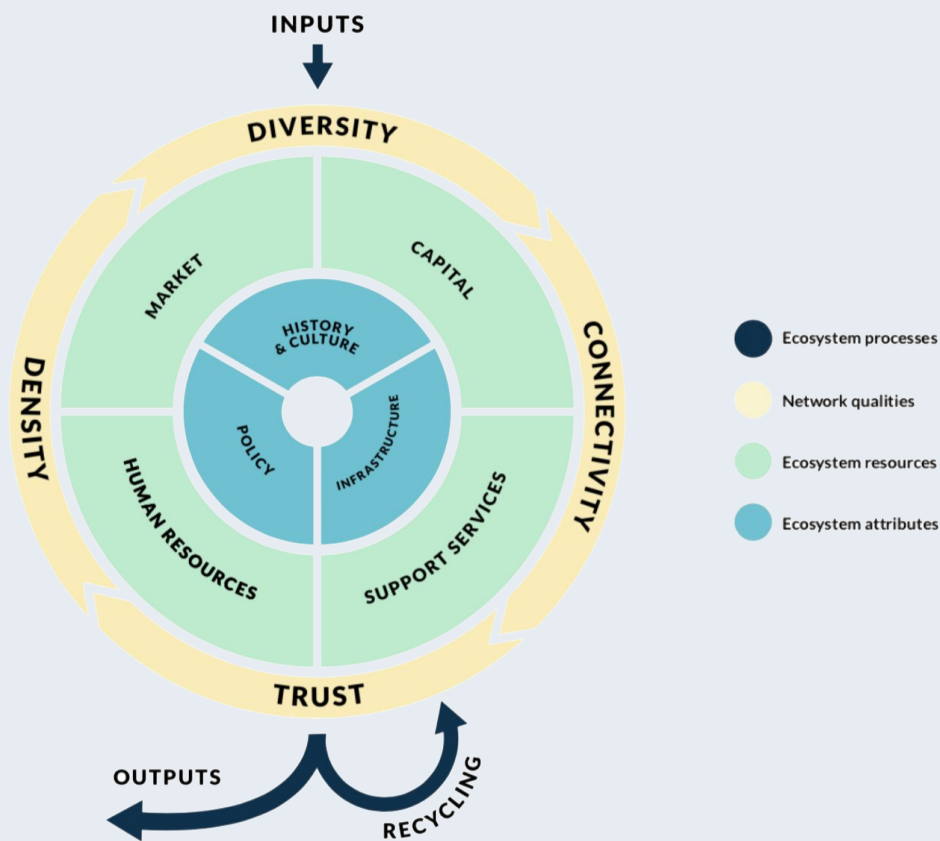 INPUTS
DIVERSITY
MARKET
CAPITAL
HISTORY
& CULTURE
POLICY
INFRASTRUCTURE
DENSITY
CONNECTIVITY
HUMAN RESOURCES
SUPPORT SERVICES
TRUST
OUTPUTS
RECYCLING
Ecosystem processes
Network qualities
Ecosystem resources
Ecosystem attributes